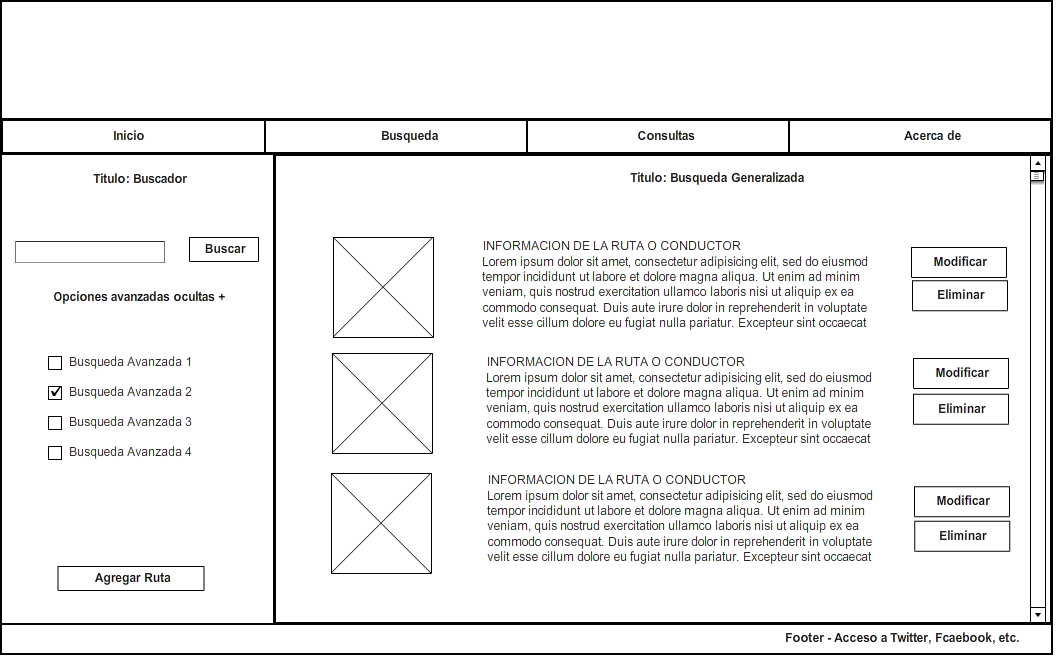 Inicio
Busqueda
Consultas
Acerca de
Titulo: Buscador
Buscar
Opciones avanzadas ocultas +
Busqueda Avanzada 1
Busqueda Avanzada 2
Busqueda Avanzada 3
Busqueda Avanzada 4
Agregar Ruta
Titulo: Busqueda Generalizada
INFORMACION DE LA RUTA O CONDUCTOR
Lorem ipsum dolor sit amet, consectetur adipisicing elit, sed do eiusmod
tempor incididunt ut labore et dolore magna aliqua. Ut enim ad minim
veniam, quis nostrud exercitation ullamco laboris nisi ut aliquip ex ea
commodo consequat. Duis aute irure dolor in reprehenderit in voluptate
velit esse cillum dolore eu fugiat nulla pariatur. Excepteur sint occaecat
Modificar
Eliminar
INFORMACION DE LA RUTA O CONDUCTOR
Lorem ipsum dolor sit amet, consectetur adipisicing elit, sed do eiusmod
tempor incididunt ut labore et dolore magna aliqua. Ut enim ad minim
veniam, quis nostrud exercitation ullamco laboris nisi ut aliquip ex ea
commodo consequat. Duis aute irure dolor in reprehenderit in voluptate
velit esse cillum dolore eu fugiat nulla pariatur. Excepteur sint occaecat
Modificar
Eliminar
INFORMACION DE LA RUTA O CONDUCTOR
Lorem ipsum dolor sit amet, consectetur adipisicing elit, sed do eiusmod
tempor incididunt ut labore et dolore magna aliqua. Ut enim ad minim
veniam, quis nostrud exercitation ullamco laboris nisi ut aliquip ex ea
commodo consequat. Duis aute irure dolor in reprehenderit in voluptate
velit esse cillum dolore eu fugiat nulla pariatur. Excepteur sint occaecat
Modificar
Eliminar
Footer - Acceso a Twitter, Fcaebook, etc.